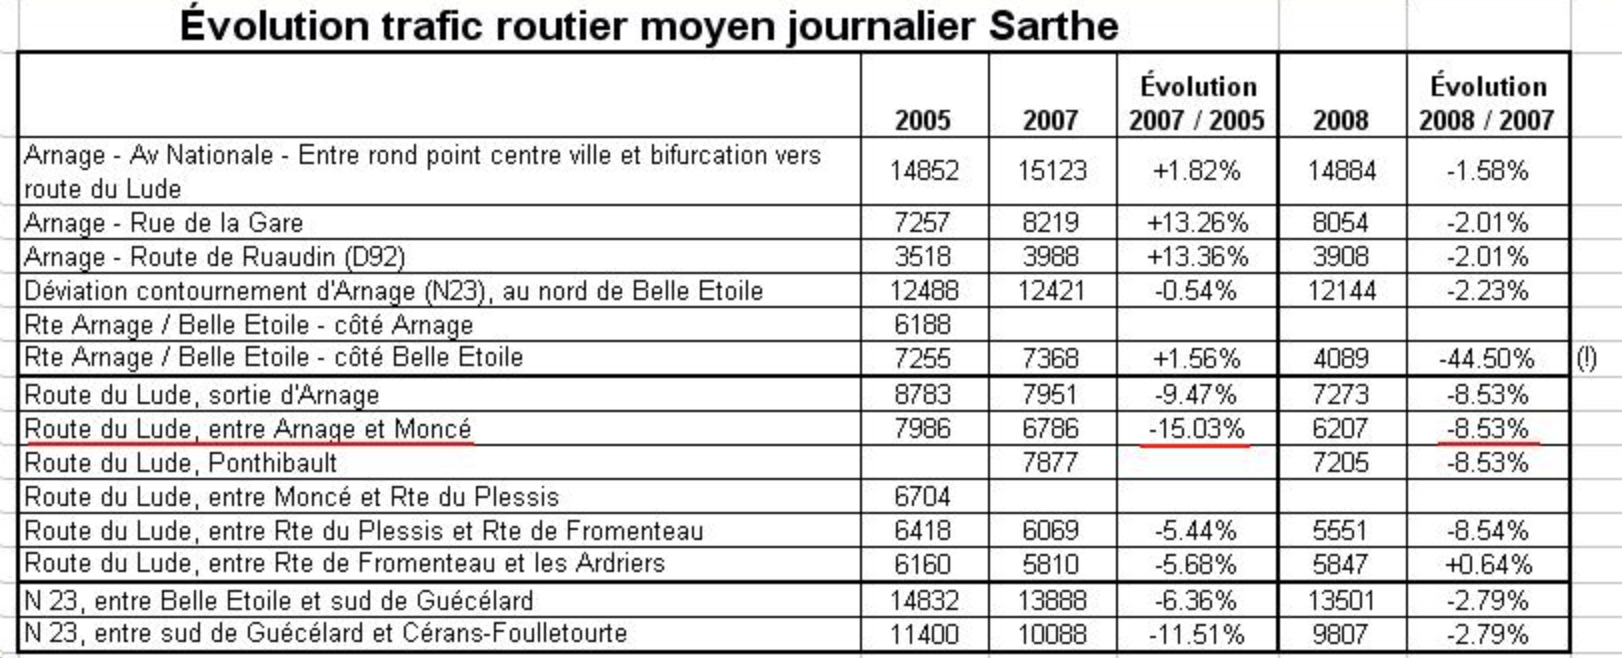 Évolution trafic routier moyen journalier Sarthe
2005 2007 Évolution 2007 / 2005 2008 Évolution 2008 / 2007
Arnage - Av Nationale - Entre rond point centre ville et bifurcation vers
route du Lude 14852 15123 +1.82% 14884 -1.58%
Arnage - Rue de la Gare 7257 8219 +13.26% 8054 -2.01%
Arnage - Route de Ruaudin (D92) 3518 3988 +13.36% 3908 -2.01%
Déviation contournement d'Arnage (N23), au nord de Belle Etoile 12488 12421 -0.54% 12144 -2.23%
Rte Arnage / Belle Etoile - côté Arnage 6188
Rte Arnage / Belle Etoile - côté Belle Etoile 7255 7368 +1.56% 4089 -44.50% (!)
Route du Lude, sortie d'Arnage 8783 7951 -9.47% 7273 -8.53%
Route du Lude, entre Arnage et Moncé 7986 6786 -15.03% 6207 -8.53%
Route du Lude, Ponthibault 7877 7205 -8.53%
Route du Lude, entre Moncé et Rte du Plessis 6704
Route du Lude, entre Rte du Plessis et Rte de Fromenteau 6418 6069 -5.44% 5551 -8.54%
Route du Lude, entre Rte de Fromenteau et les Ardriers 6160 5810 -5.68% 5847 +0.64%
N 23, entre Belle Etoile et sud de Guécélard 14832 13888 -6.36% 13501 -2.79%
N 23, entre sud de Guécélard et Cérans-Foulletourte 11400 10088 -11.51% 9807 -2.79%